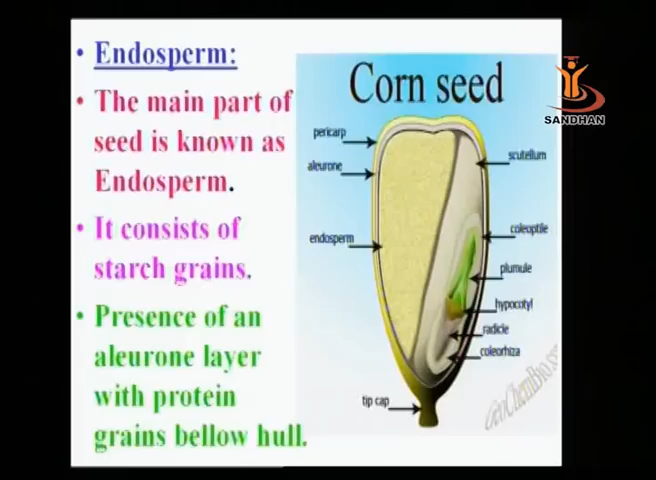 • Endosperm:
• The main part of
seed is known as
Endosperm.
• It consists of
starch grains.
• Presence of an
aleurone layer
with protein
grains bellow hull.
Corn seed
pericarp
aleurone
endosperm
tip cap
scutellum
coleoptile
plumule
hypocotyl
radicle
coleorhiza
SANDHAN